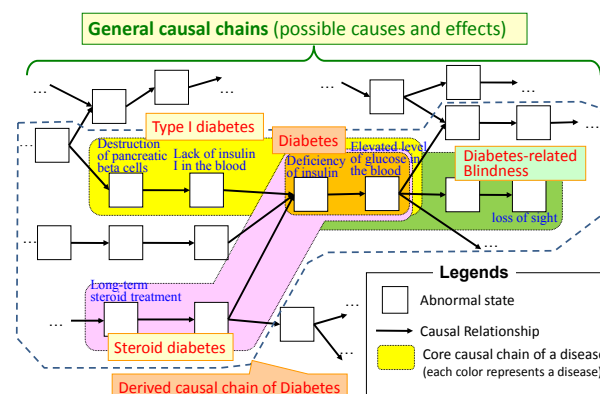 General causal chains (possible causes and effects)
...
...
...
...
Type I diabetes
Diabetes
...
...
Destruction
of pancreatic
beta cells
Lack of insulin
I in the blood
Deficiency
of insulin
Elevated level
of glucose in
the blood
Diabetes-related
Blindness
loss of sight
...
...
Long-term
steroid treatment
...
...
...
Steroid diabetes
Derived causal chain of Diabetes
Legends
Abnormal state
Causal Relationship
Core causal chain of a disease
(each color represents a disease)